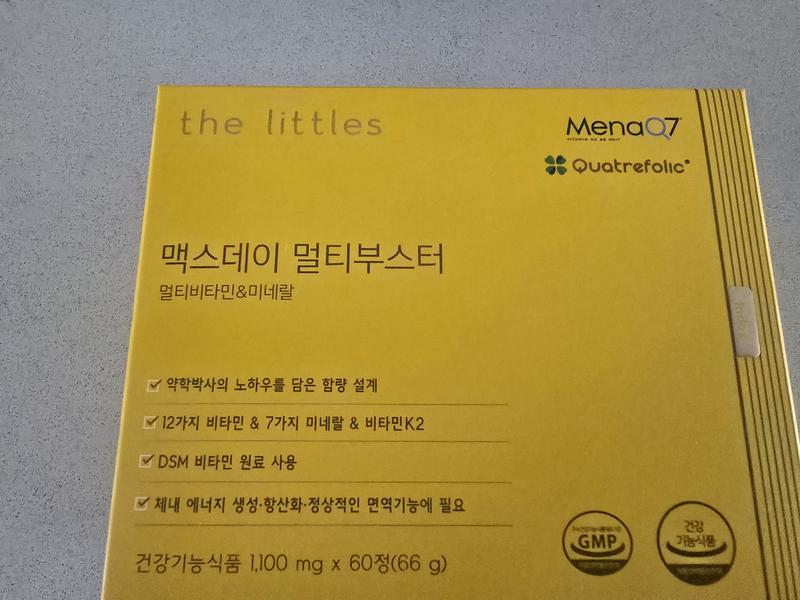 the littles
MenaQ7
Quatrefolic
맥스데이 멀티부스터
멀티비타민&미네랄
약학박사의 노하우를 담은 함량 설계
12가지 비타민 & 7가지 미네랄 & 비타민K2
DSM 비타민 원료 사용
체내 에너지 생성·항산화·정상적인 면역기능에 필요
건강기능식품 1,100 mg x 60정(66 g)
GMP
건강
기능식품